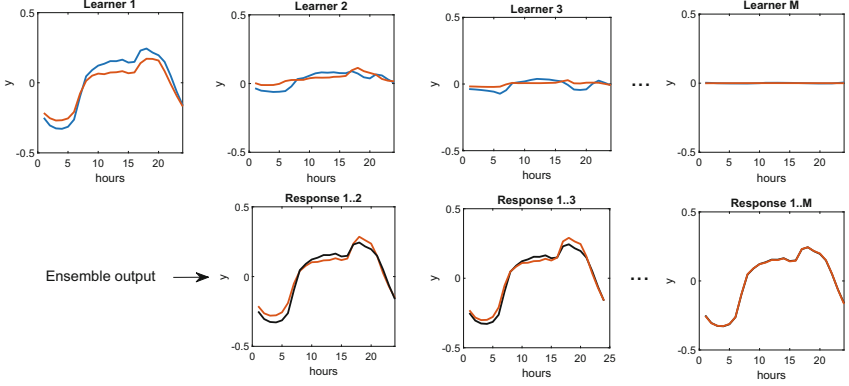 Learner 1
Learner 2
Learner 3
Learner M
0.5
0
-0.5
y
0 5 10 15 20
hours
0.5
0
-0.5
y
0 5 10 15 20
hours
0.5
0
-0.5
y
0 5 10 15 20
hours
...
0.5
0
-0.5
y
0 5 10 15 20
hours
Ensemble output
Response 1..2
0.5
0
-0.5
y
0 5 10 15 20
hours
Response 1..3
0.5
0
-0.5
y
0 5 10 15 20 25
hours
...
Response 1..M
0.5
0
-0.5
y
0 5 10 15 20
hours